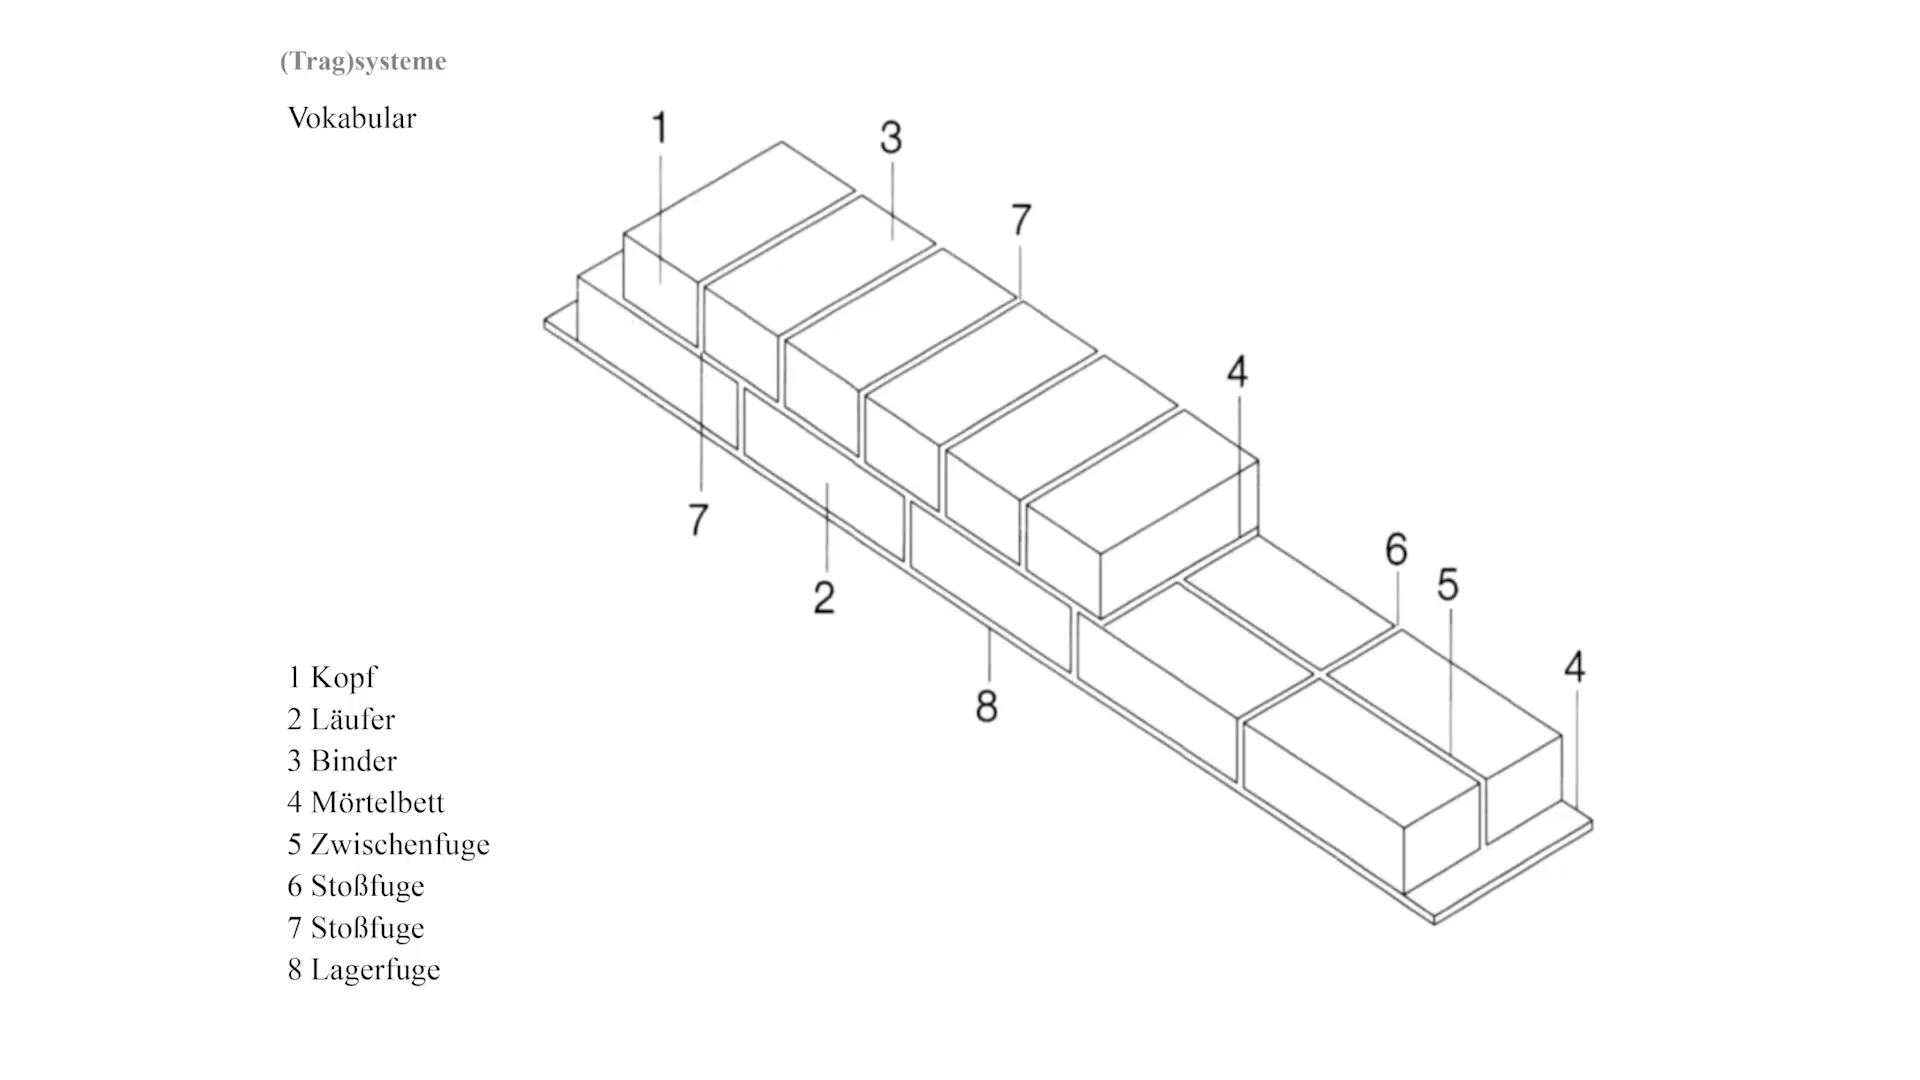 (Trag)systeme
Vokabular
1
3
7
4
6
5
4
7
2
8
1 Kopf
2 Läufer
3 Binder
4 Mörtelbett
5 Zwischenfuge
6 Stoßfuge
7 Stoßfuge
8 Lagerfuge